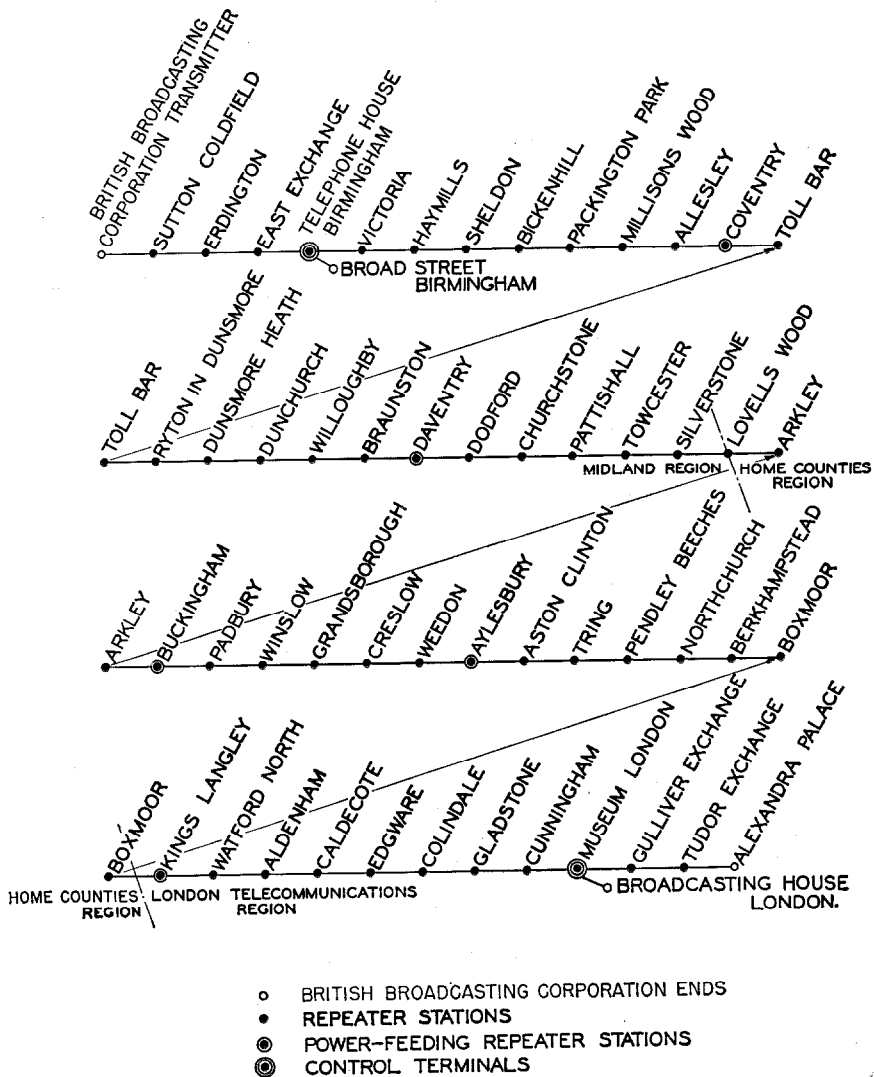 BRITISH BROADCASTING
CORPORATION TRANSMITTER
SUTTON COLDFIELD
ERDINGTON
EAST EXCHANGE
TELEPHONE HOUSE
BIRMINGHAM
VICTORIA
HAYMILLS
SHELDON
BICKENHILL
PACKINGTON PARK
MILLISONS WOOD
ALLESLEY
COVENTRY
TOLL BAR
BROAD STREET
BIRMINGHAM
TOLL BAR
RYTON IN DUNSMORE
DUNSMORE HEATH
DUNCHURCH
WILLOUGHBY
BRAUNSTON
DAVENTRY
DODFORD
CHURCHSTONE
PATTISHALL
TOWCESTER
SILVERSTONE
LOVELLS WOOD
ARKLEY
MIDLAND REGION
HOME COUNTIES
REGION
ARKLEY
BUCKINGHAM
PADBURY
WINSLOW
GRANDSBOROUGH
CRESLOW
WEEDON
AYLESBURY
ASTON CLINTON
TRING
PENDLEY BEECHES
NORTHCHURCH
BERKHAMPSTEAD
BOXMOOR
BOXMOOR
KINGS LANGLEY
WATFORD NORTH
ALDENHAM
CALDECOTE
EDGWARE
COLINDALE
GLADSTONE
CUNNINGHAM
MUSEUM LONDON
GULLIVER EXCHANGE
TUDOR EXCHANGE
ALEXANDRA PALACE
HOME COUNTIES
REGION
LONDON TELECOMMUNICATIONS
REGION
BROADCASTING HOUSE
LONDON.
BRITISH BROADCASTING CORPORATION ENDS
REPEATER STATIONS
POWER-FEEDING REPEATER STATIONS
CONTROL TERMINALS